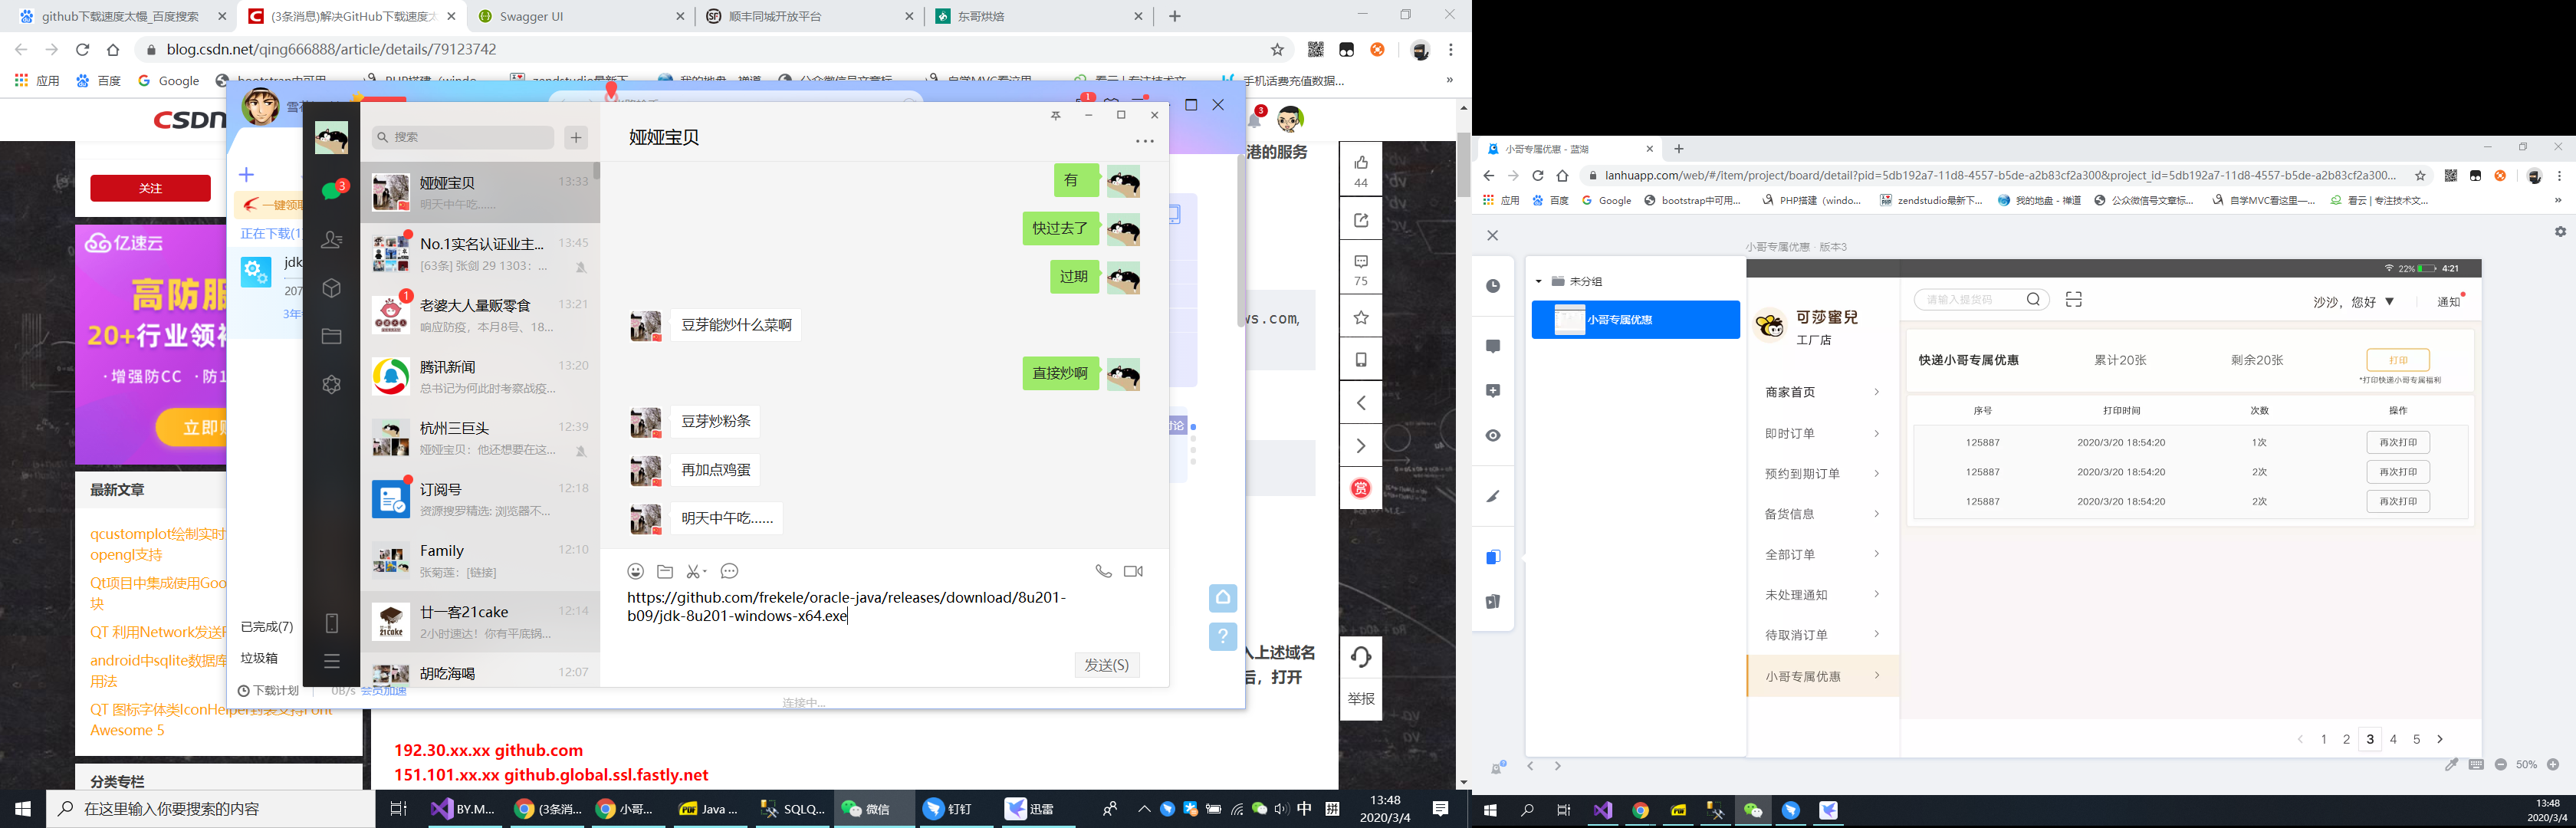 github下载速度太慢_百度搜索
(3条消息)解决GitHub下载速度太
Swagger UI
顺丰同城开放平台
东哥烘焙
blog.csdn.net/qing666888/article/details/79123742
应用
百度
Google
手机话费充值数据...
CSDN
关注
亿速云
高防服
20+行业领袖
·增强防CC ·防1
最新文章
qcustomplot绘制实时
opengl支持
Qt项目中集成使用Goo
块
QT 利用Network发送P
android中sqlite数据库
用法
QT 图标字体类IconHelper封装支持Font
Awesome 5
分类专栏
一键领取
正在下载(1)
jdk
207
已完成(7)
垃圾箱
下载计划
0B/s
会员加速
连接中...
搜索
娅娅宝贝
13:33
明天中午吃......
No.1实名认证业主...
13:45
[63条] 张剑 29 1303：...
老婆大人量贩零食
13:21
响应防疫，本月8号、18...
腾讯新闻
13:20
总书记为何此时考察战疫...
杭州三巨头
12:39
娅娅宝贝：他还想要在这...
订阅号
12:18
资源搜罗精选: 浏览器不...
Family
12:10
张菊莲：[链接]
廿一客21cake
12:14
2小时速达！你有平底锅...
胡吃海喝
12:07
娅娅宝贝
有
快过去了
过期
豆芽能炒什么菜啊
直接炒啊
豆芽炒粉条
再加点鸡蛋
明天中午吃......
https://github.com/frekele/oracle-java/releases/download/8u201-
b09/jdk-8u201-windows-x64.exe
发送(S)
港的服务
ws.com,
入上述域名
后，打开
44
75
赏
举报
192.30.xx.xx github.com
151.101.xx.xx github.global.ssl.fastly.net
在这里输入你要搜索的内容
BY.M...
(3条消...
小哥...
Java ...
SQLQ...
微信
钉钉
迅雷
中
拼
13:48
2020/3/4
小哥专属优惠 - 蓝湖
lanhuapp.com/web/#/item/project/board/detail?pid=5db192a7-11d8-4557-b5de-a2b83cf2a300&project_id=5db192a7-11d8-4557-b5de-a2b83cf2a300...
应用
百度
Google
bootstrap中可用...
PHP搭建（windo...
zendstudio最新下...
我的地盘 - 禅道
公众微信号文章标...
自学MVC看这里—...
看云 | 专注技术文...
小哥专属优惠 · 版本3
未分组
小哥专属优惠
22%
4:21
可莎蜜兒
工厂店
请输入提货码
沙沙，您好 ▼
通知
商家首页
即时订单
预约到期订单
备货信息
全部订单
未处理通知
待取消订单
小哥专属优惠
快递小哥专属优惠
累计20张
剩余20张
打印
*打印快递小哥专属福利
序号
打印时间
次数
操作
125887
2020/3/20 18:54:20
1次
再次打印
125887
2020/3/20 18:54:20
2次
再次打印
125887
2020/3/20 18:54:20
2次
再次打印
1 2 3 4 5
50%
13:48
2020/3/4